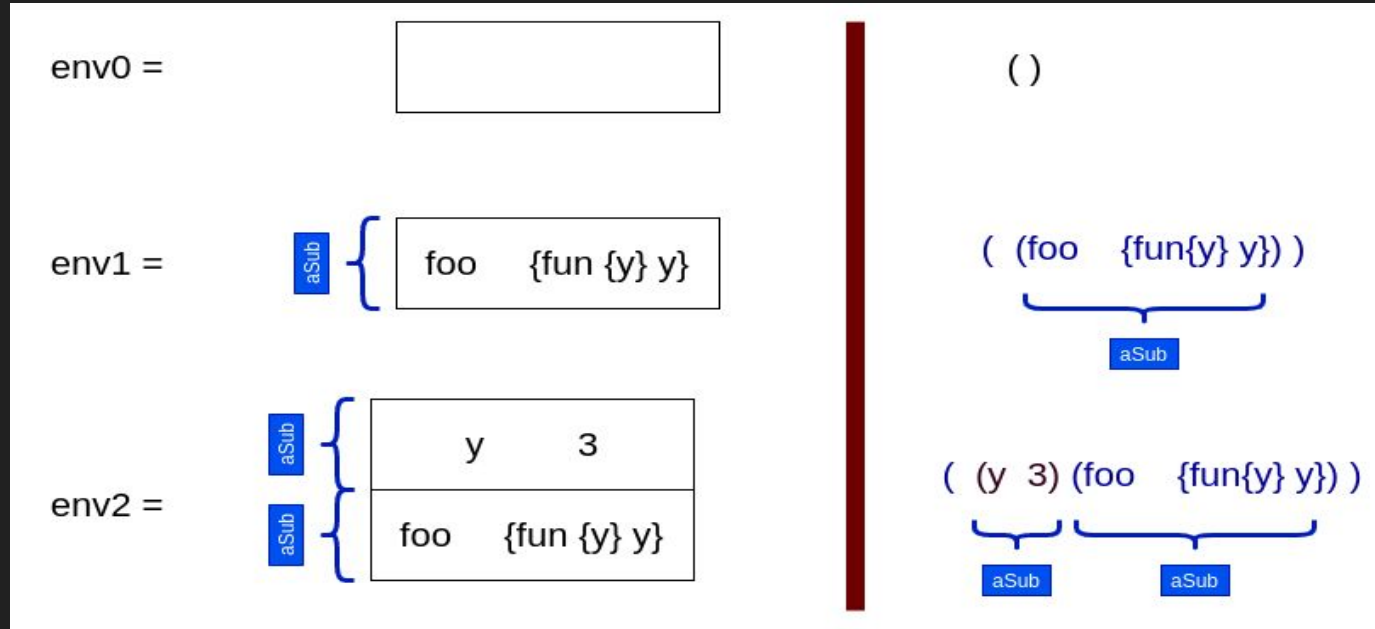 env0 =
( )
env1 =
aSub
foo {fun {y} y}
( (foo {fun{y} y}) )
aSub
env2 =
aSub
y 3
aSub
foo {fun {y} y}
( (y 3) (foo {fun{y} y}) )
aSub aSub